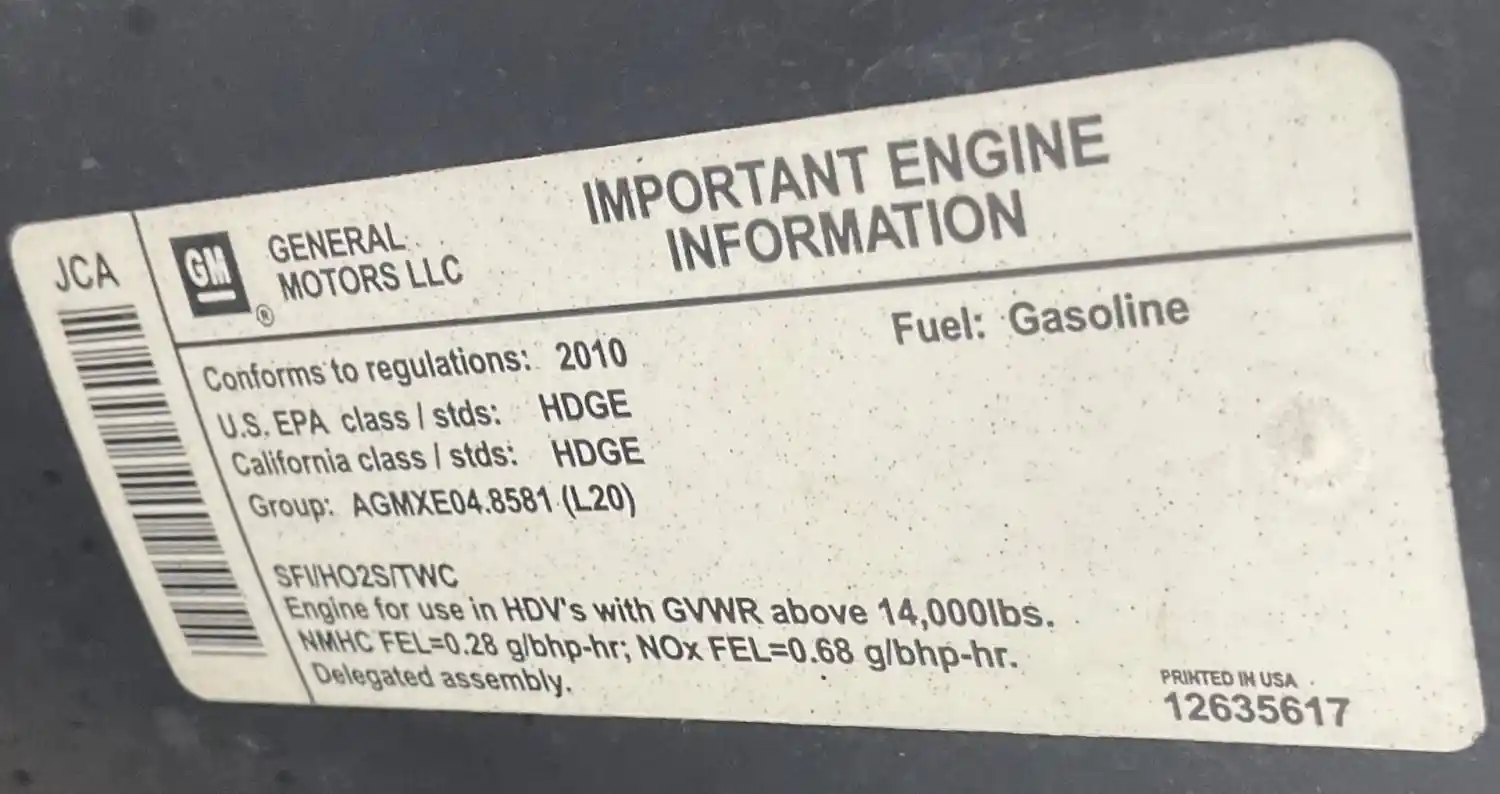 JCA
GM
®
GENERAL
MOTORS LLC
IMPORTANT ENGINE
INFORMATION
Conforms to regulations: 2010
Fuel: Gasoline
U.S. EPA class / stds: HDGE
California class / stds: HDGE
Group: AGMXE04.8581 (L20)
SFI/HO2S/TWC
Engine for use in HDV's with GVWR above 14,000lbs.
NMHC FEL=0.28 g/bhp-hr; NOx FEL=0.68 g/bhp-hr.
Delegated assembly.
PRINTED IN USA
12635617